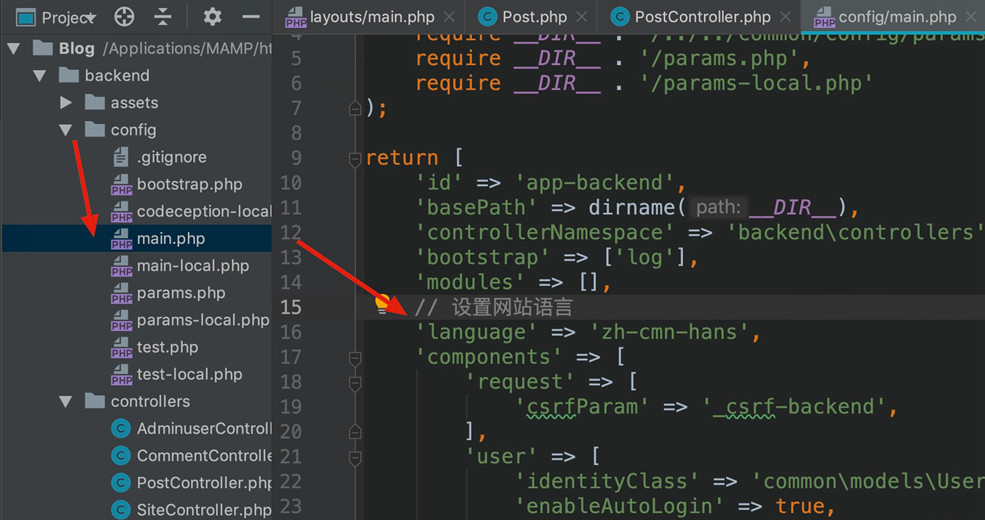 Project
layouts/main.php
Post.php
PostController.php
config/main.php
Blog /Applications/MAMP/ht
backend
assets
config
.gitignore
bootstrap.php
codeception-local
main.php
main-local.php
params.php
params-local.php
test.php
test-local.php
controllers
AdminuserControll
CommentControlle
PostController.php
SiteController.php
4 require __DIR__ . '/../../common/config/params
5 require __DIR__ . '/params.php',
6 require __DIR__ . '/params-local.php'
7 );
8
9 return [
10 'id' => 'app-backend',
11 'basePath' => dirname( path: __DIR__),
12 'controllerNamespace' => 'backend\controllers'
13 'bootstrap' => ['log'],
14 'modules' => [],
15 // 设置网站语言
16 'language' => 'zh-cmn-hans',
17 'components' => [
18 'request' => [
19 'csrfParam' => '_csrf-backend',
20 ],
21 'user' => [
22 'identityClass' => 'common\models\User
23 'enableAutoLogin' => true,